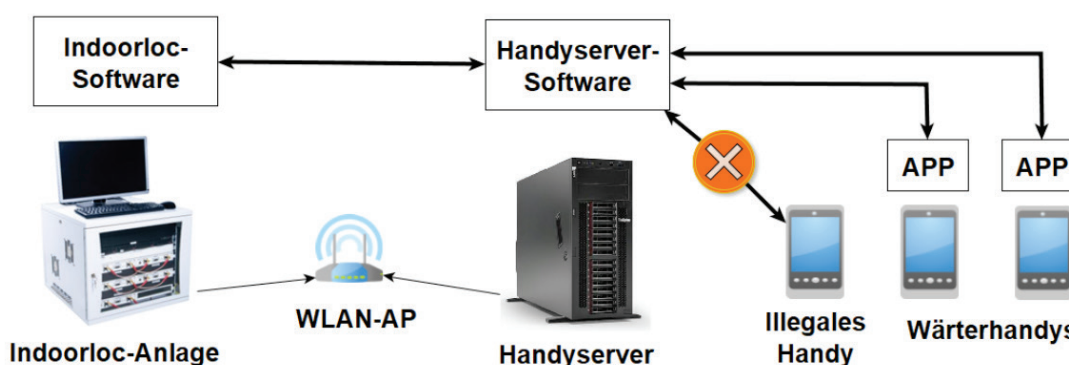 Indoorloc-
Software
Handyserver-
Software
APP
APP
WLAN-AP
Indoorloc-Anlage
Handyserver
Illegales
Handy
Wärterhandys